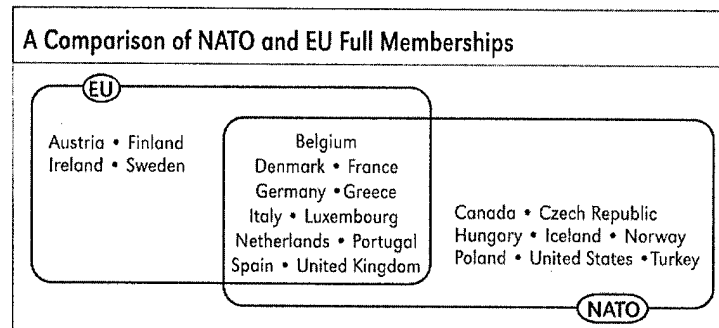 A Comparison of NATO and EU Full Memberships
EU
Austria • Finland
Ireland • Sweden
Belgium
Denmark • France
Germany • Greece
Italy • Luxembourg
Netherlands • Portugal
Spain • United Kingdom
Canada • Czech Republic
Hungary • Iceland • Norway
Poland • United States • Turkey
NATO